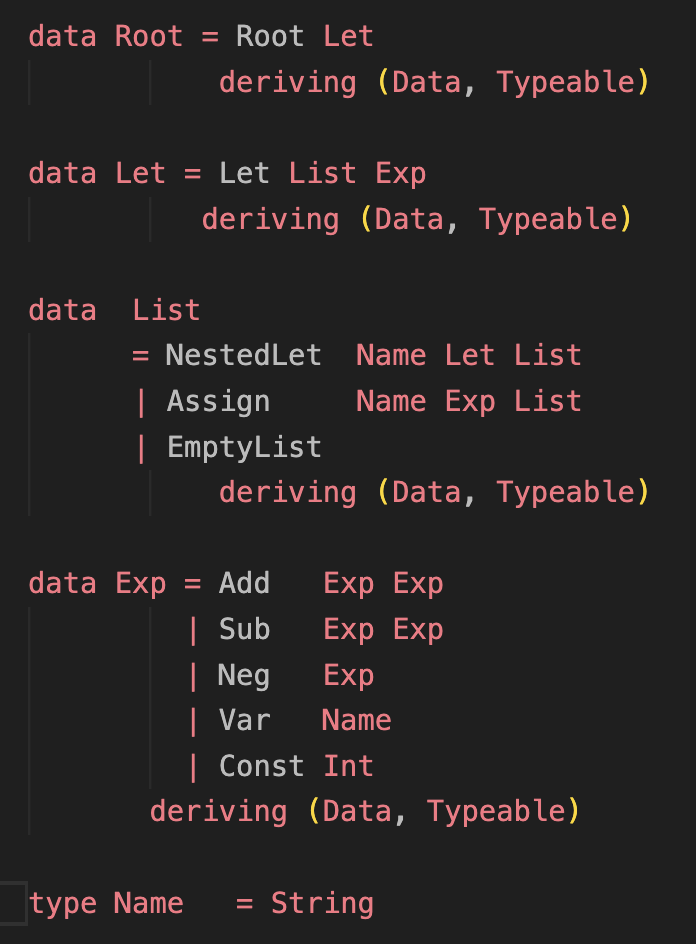 data Root = Root Let
            deriving (Data, Typeable)
data Let = Let List Exp
           deriving (Data, Typeable)
data  List
      = NestedLet  Name Let List
      | Assign     Name Exp List
      | EmptyList
            deriving (Data, Typeable)
data Exp = Add   Exp Exp
         | Sub   Exp Exp
         | Neg   Exp
         | Var   Name
         | Const Int
       deriving (Data, Typeable)
type Name   = String